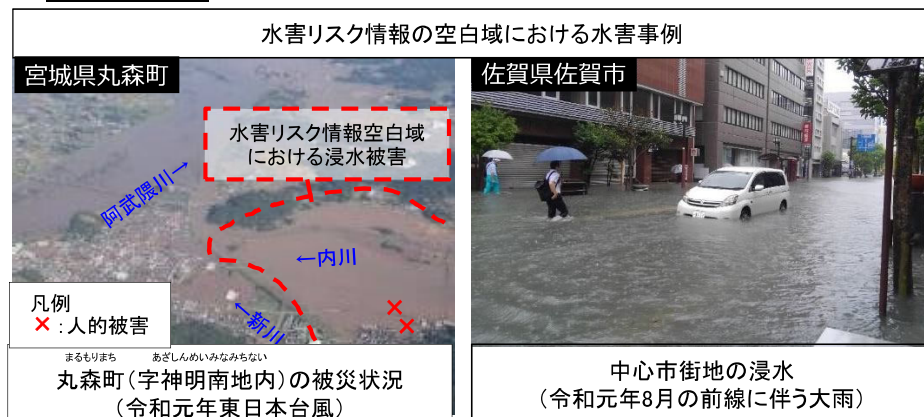 水害リスク情報の空白域における水害事例
宮城県丸森町
水害リスク情報空白域
における浸水被害
阿武隈川→
←内川
←新川
凡例
×:人的被害
まるもりまち あざしんめいみなみちない
丸森町(字神明南地内)の被災状況
(令和元年東日本台風)
佐賀県佐賀市
中心市街地の浸水
(令和元年8月の前線に伴う大雨)